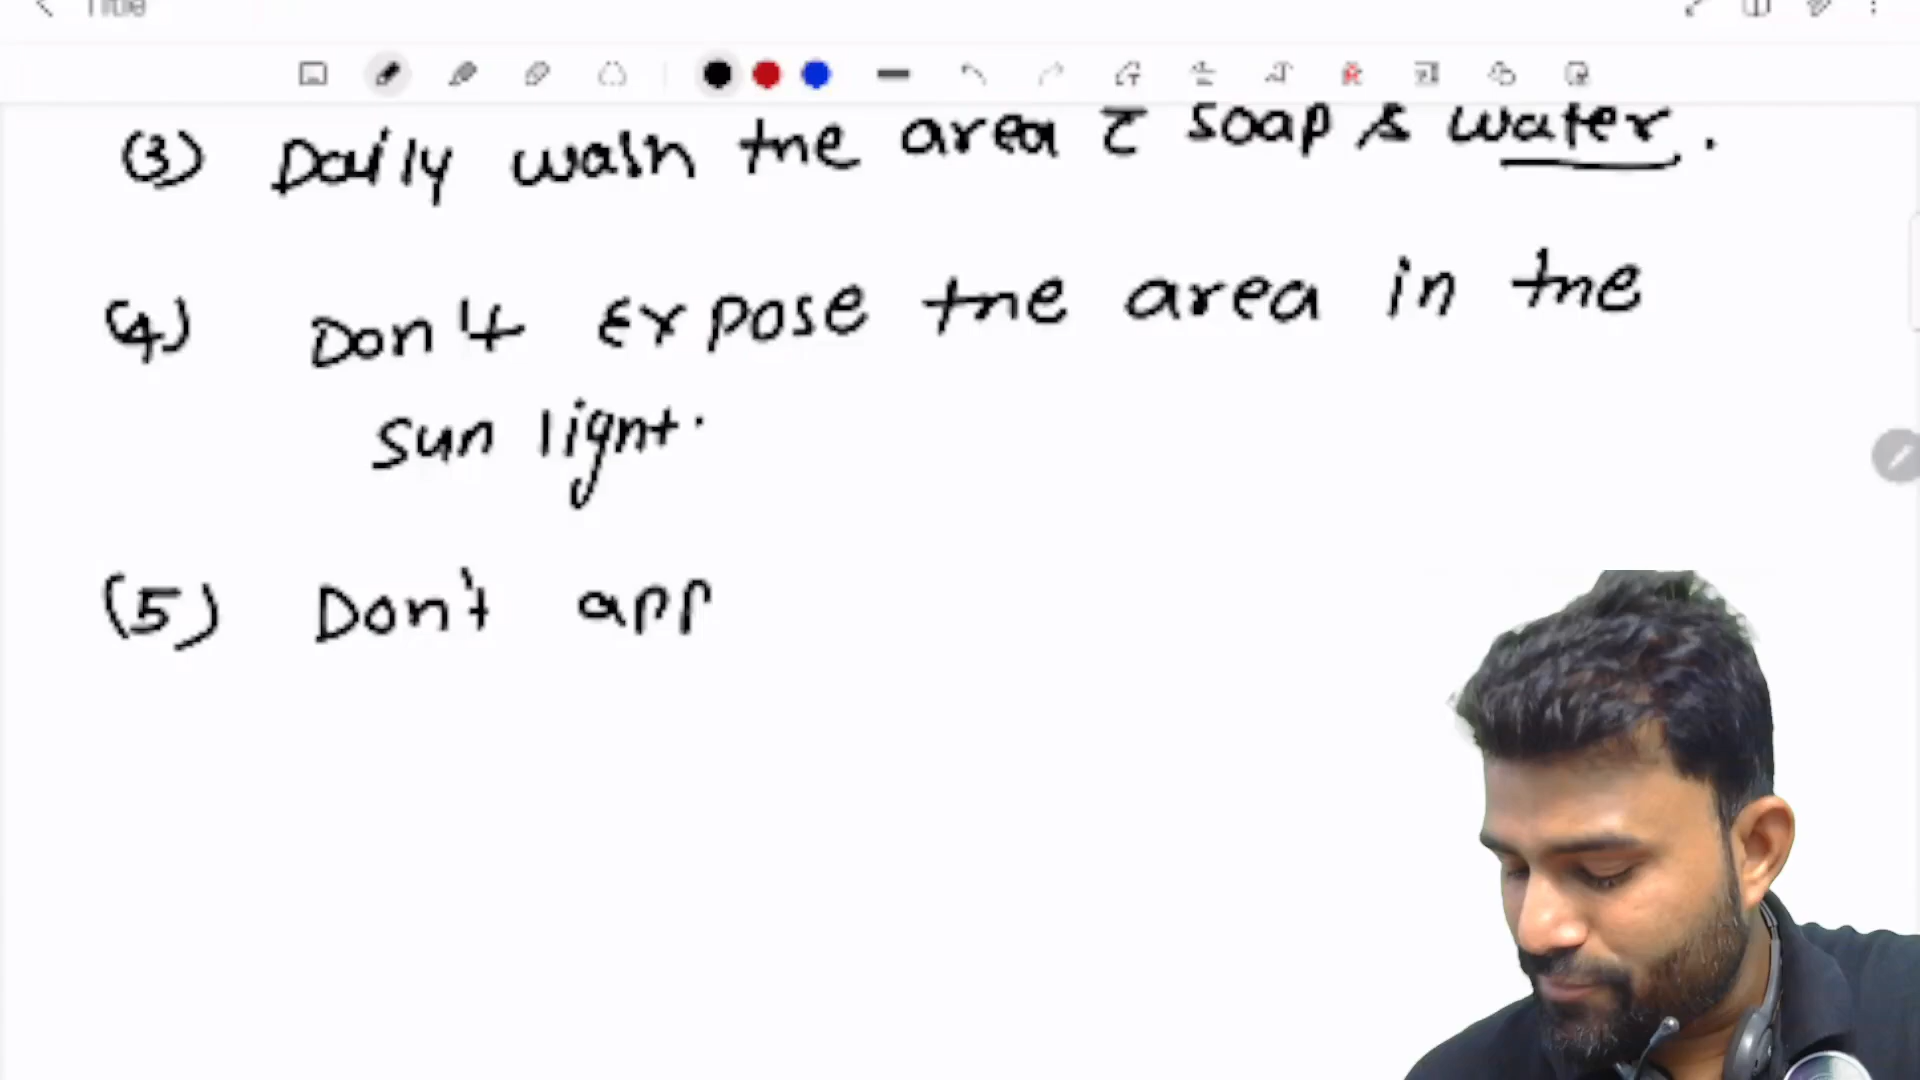 Title
(3) Daily wash the area c̄ soap & water.
(4) Don't expose the area in the
sun light.
(5) Don't app